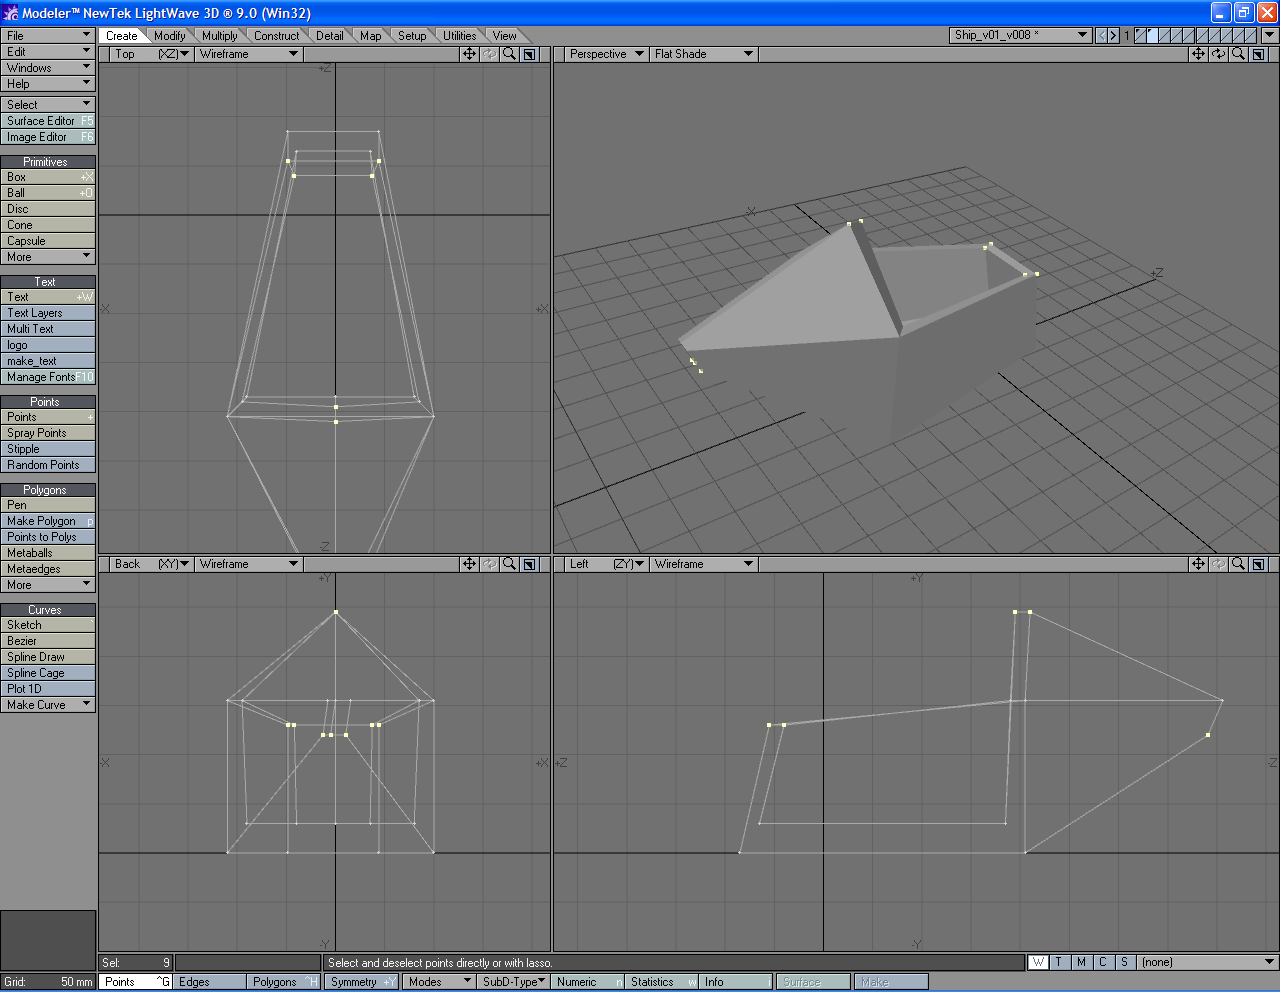 Modeler™ NewTek LightWave 3D ® 9.0 (Win32)
File
Edit
Windows
Help
Create Modify Multiply Construct Detail Map Setup Utilities View
Ship_v01_v008 * 1
Top (XZ) Wireframe
Perspective Flat Shade
Select
Surface Editor F5
Image Editor F6
Primitives
Box +X
Ball +O
Disc
Cone
Capsule
More
Text
Text +W
Text Layers
Multi Text
logo
make_text
Manage Fonts F10
Points
Points +
Spray Points
Stipple
Random Points
Polygons
Pen
Make Polygon p
Points to Polys
Metaballs
Metaedges
More
Curves
Sketch `
Bezier
Spline Draw
Spline Cage
Plot 1D
Make Curve
+Z
-X
+X
-Z
-X
+Z
Back (XY) Wireframe
Left (ZY) Wireframe
+Y
-X
+X
-Y
+Y
+Z
-Z
-Y
Sel: 9
Select and deselect points directly or with lasso.
W T M C S (none)
Grid: 50 mm
Points ^G Edges Polygons ^H Symmetry +Y Modes SubD-Type Numeric n Statistics w Info i Surface Make